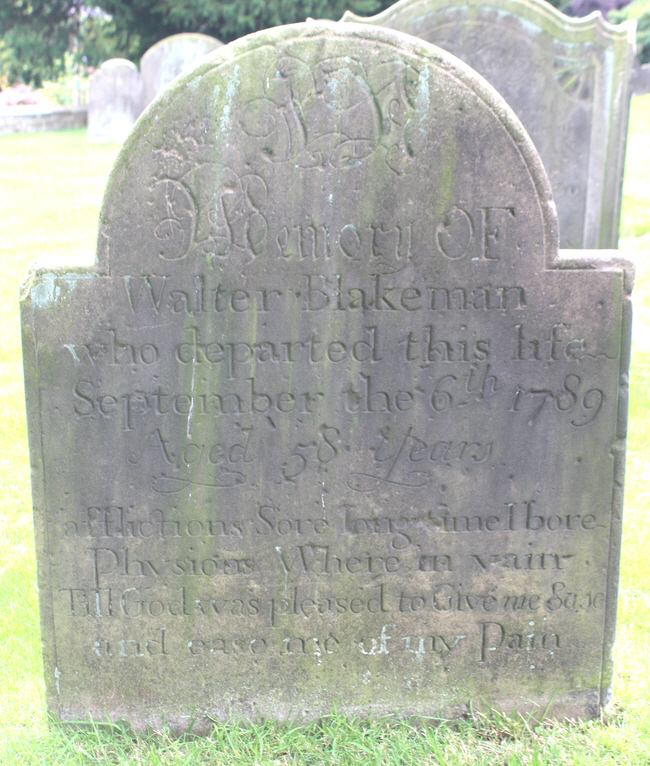 IN
Memory OF
Walter Blakeman
who departed this life
September the 6th 1789
Aged 58 Years
afflictions Sore long time I bore
Physicians Where in vain
Till God was pleased to Give me Ease
and ease me of my Pain